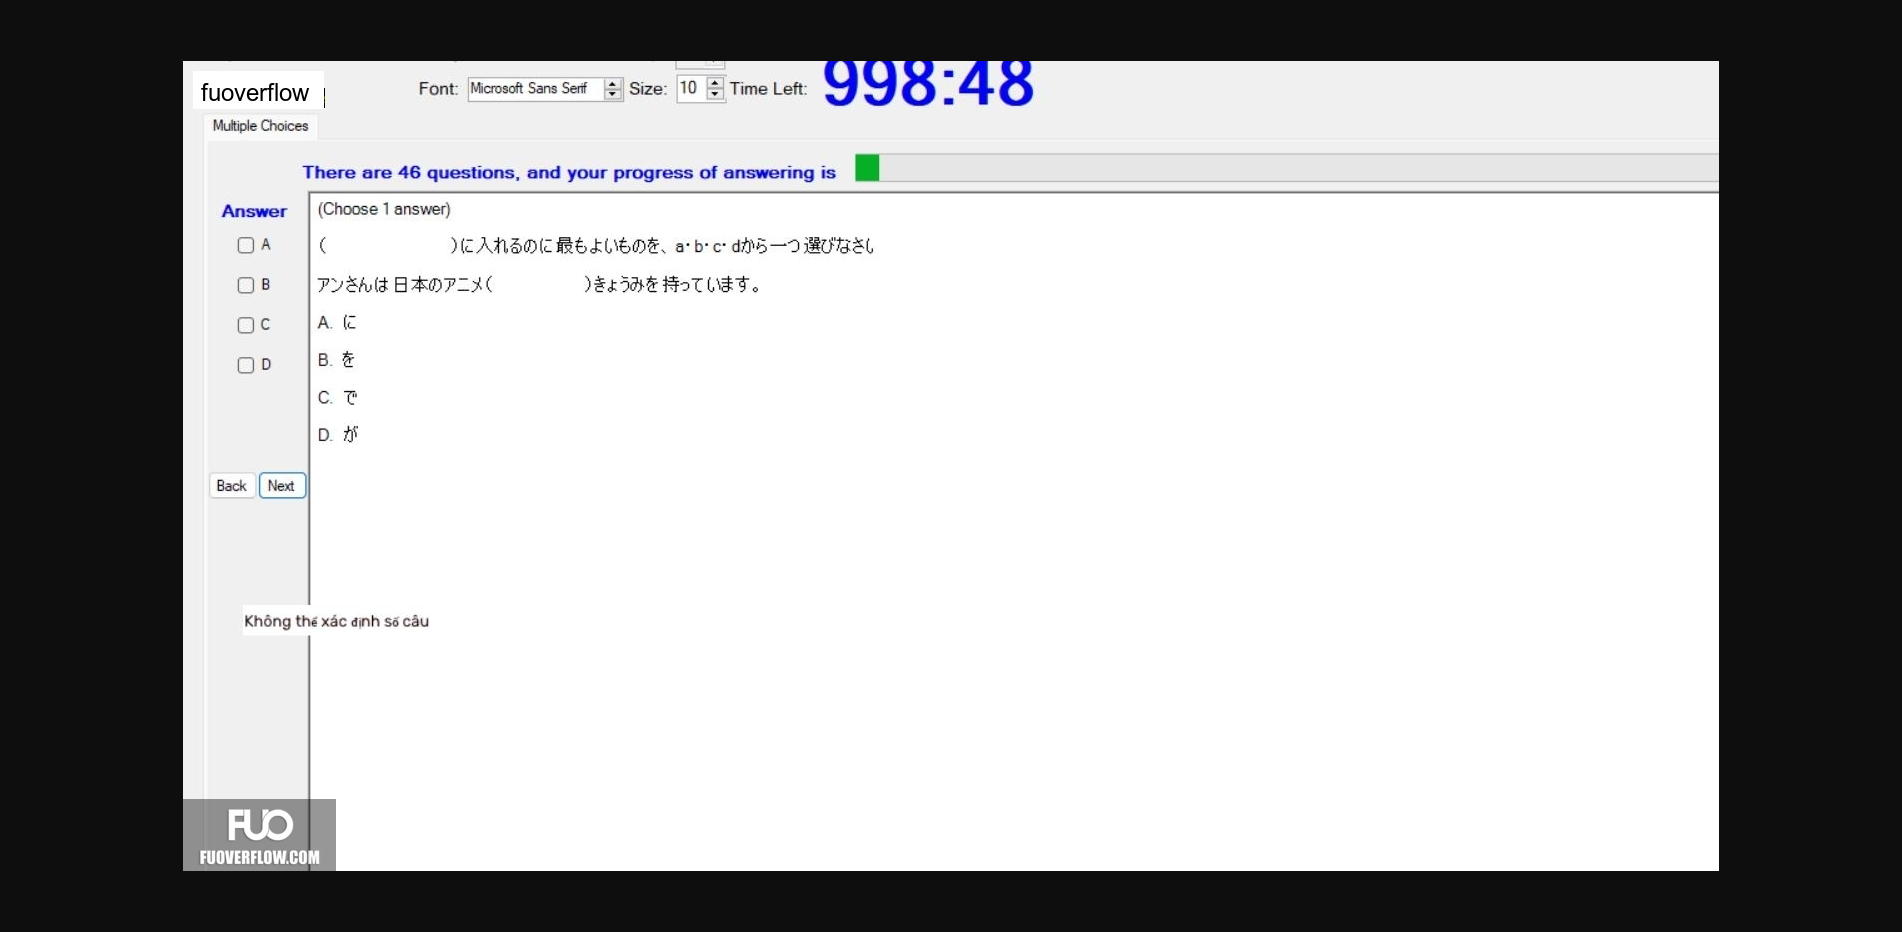 fuoverflow
Font: Microsoft Sans Serif Size: 10 Time Left: 998:48
Multiple Choices
There are 46 questions, and your progress of answering is
Answer
(Choose 1 answer)
A
( )に入れるのに最もよいものを、a・b・c・dから一つ選びなさい
B
アンさんは日本のアニメ( )きょうみを持っています。
C
A. に
D
B. を
C. で
D. が
Back Next
Không thể xác định số câu
FUO
FUOVERFLOW.COM